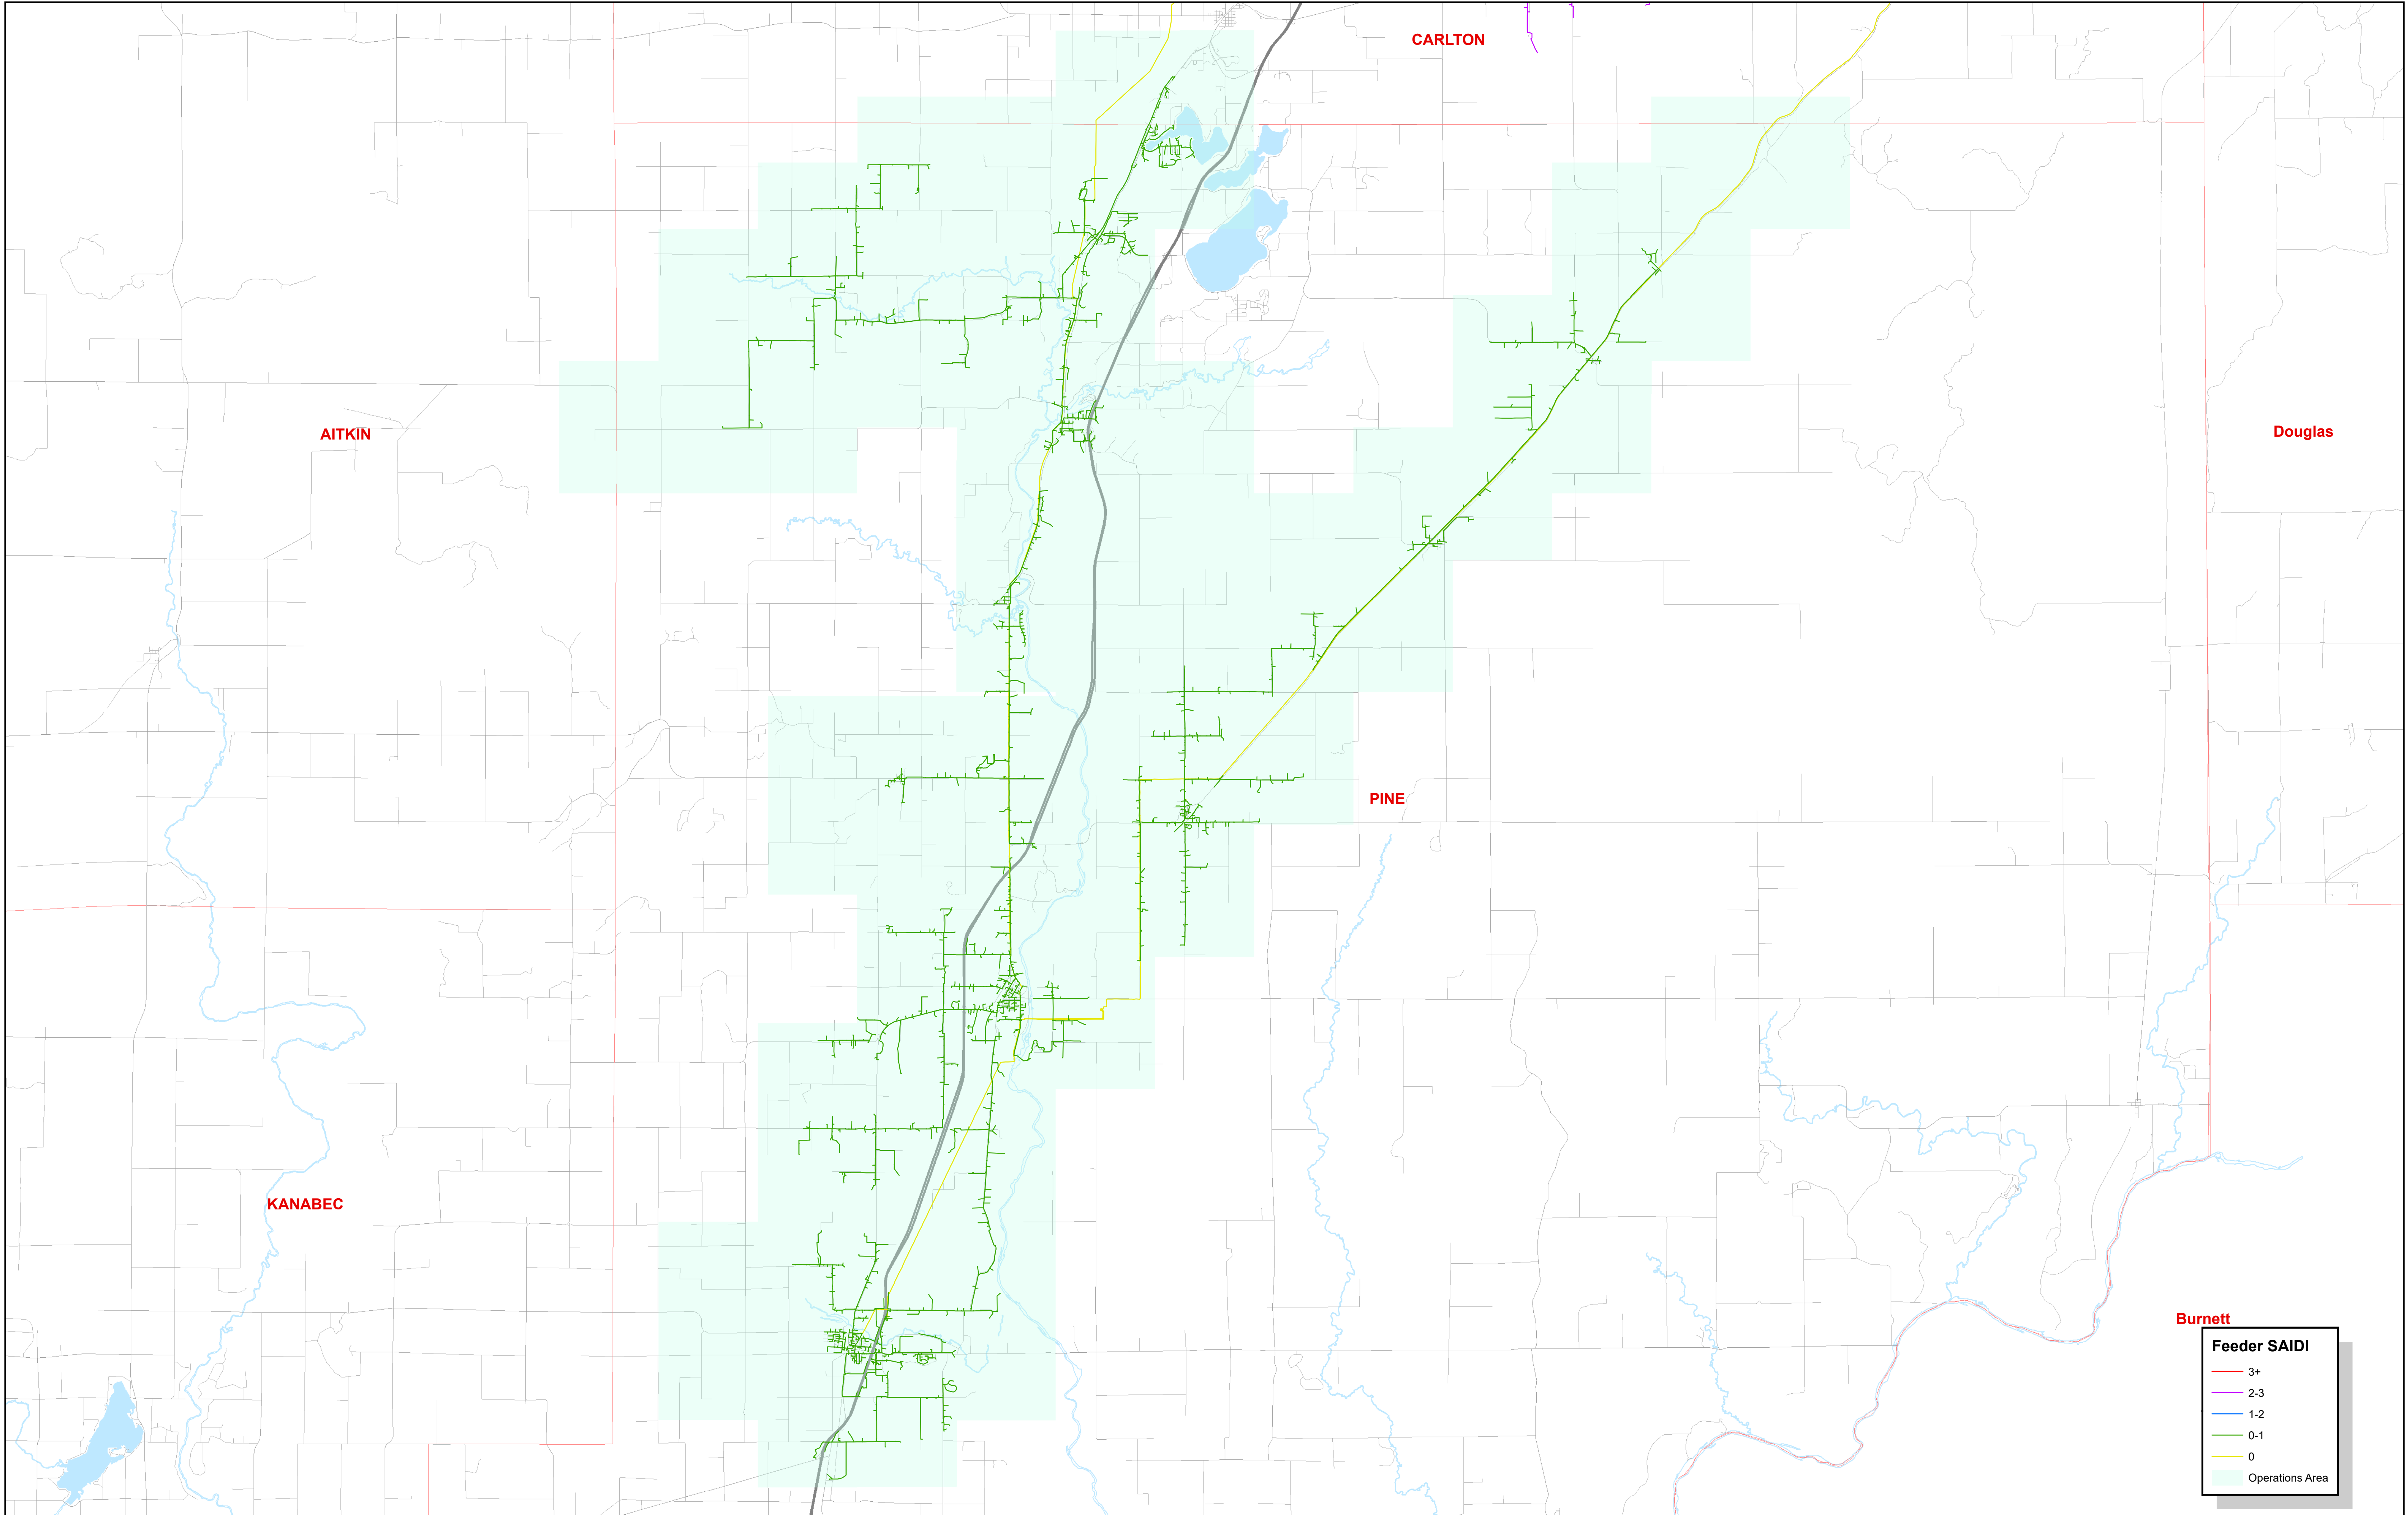 CARLTON
AITKIN
Douglas
PINE
KANABEC
Burnett
Feeder SAIDI
3+
2-3
1-2
0-1
0
Operations Area